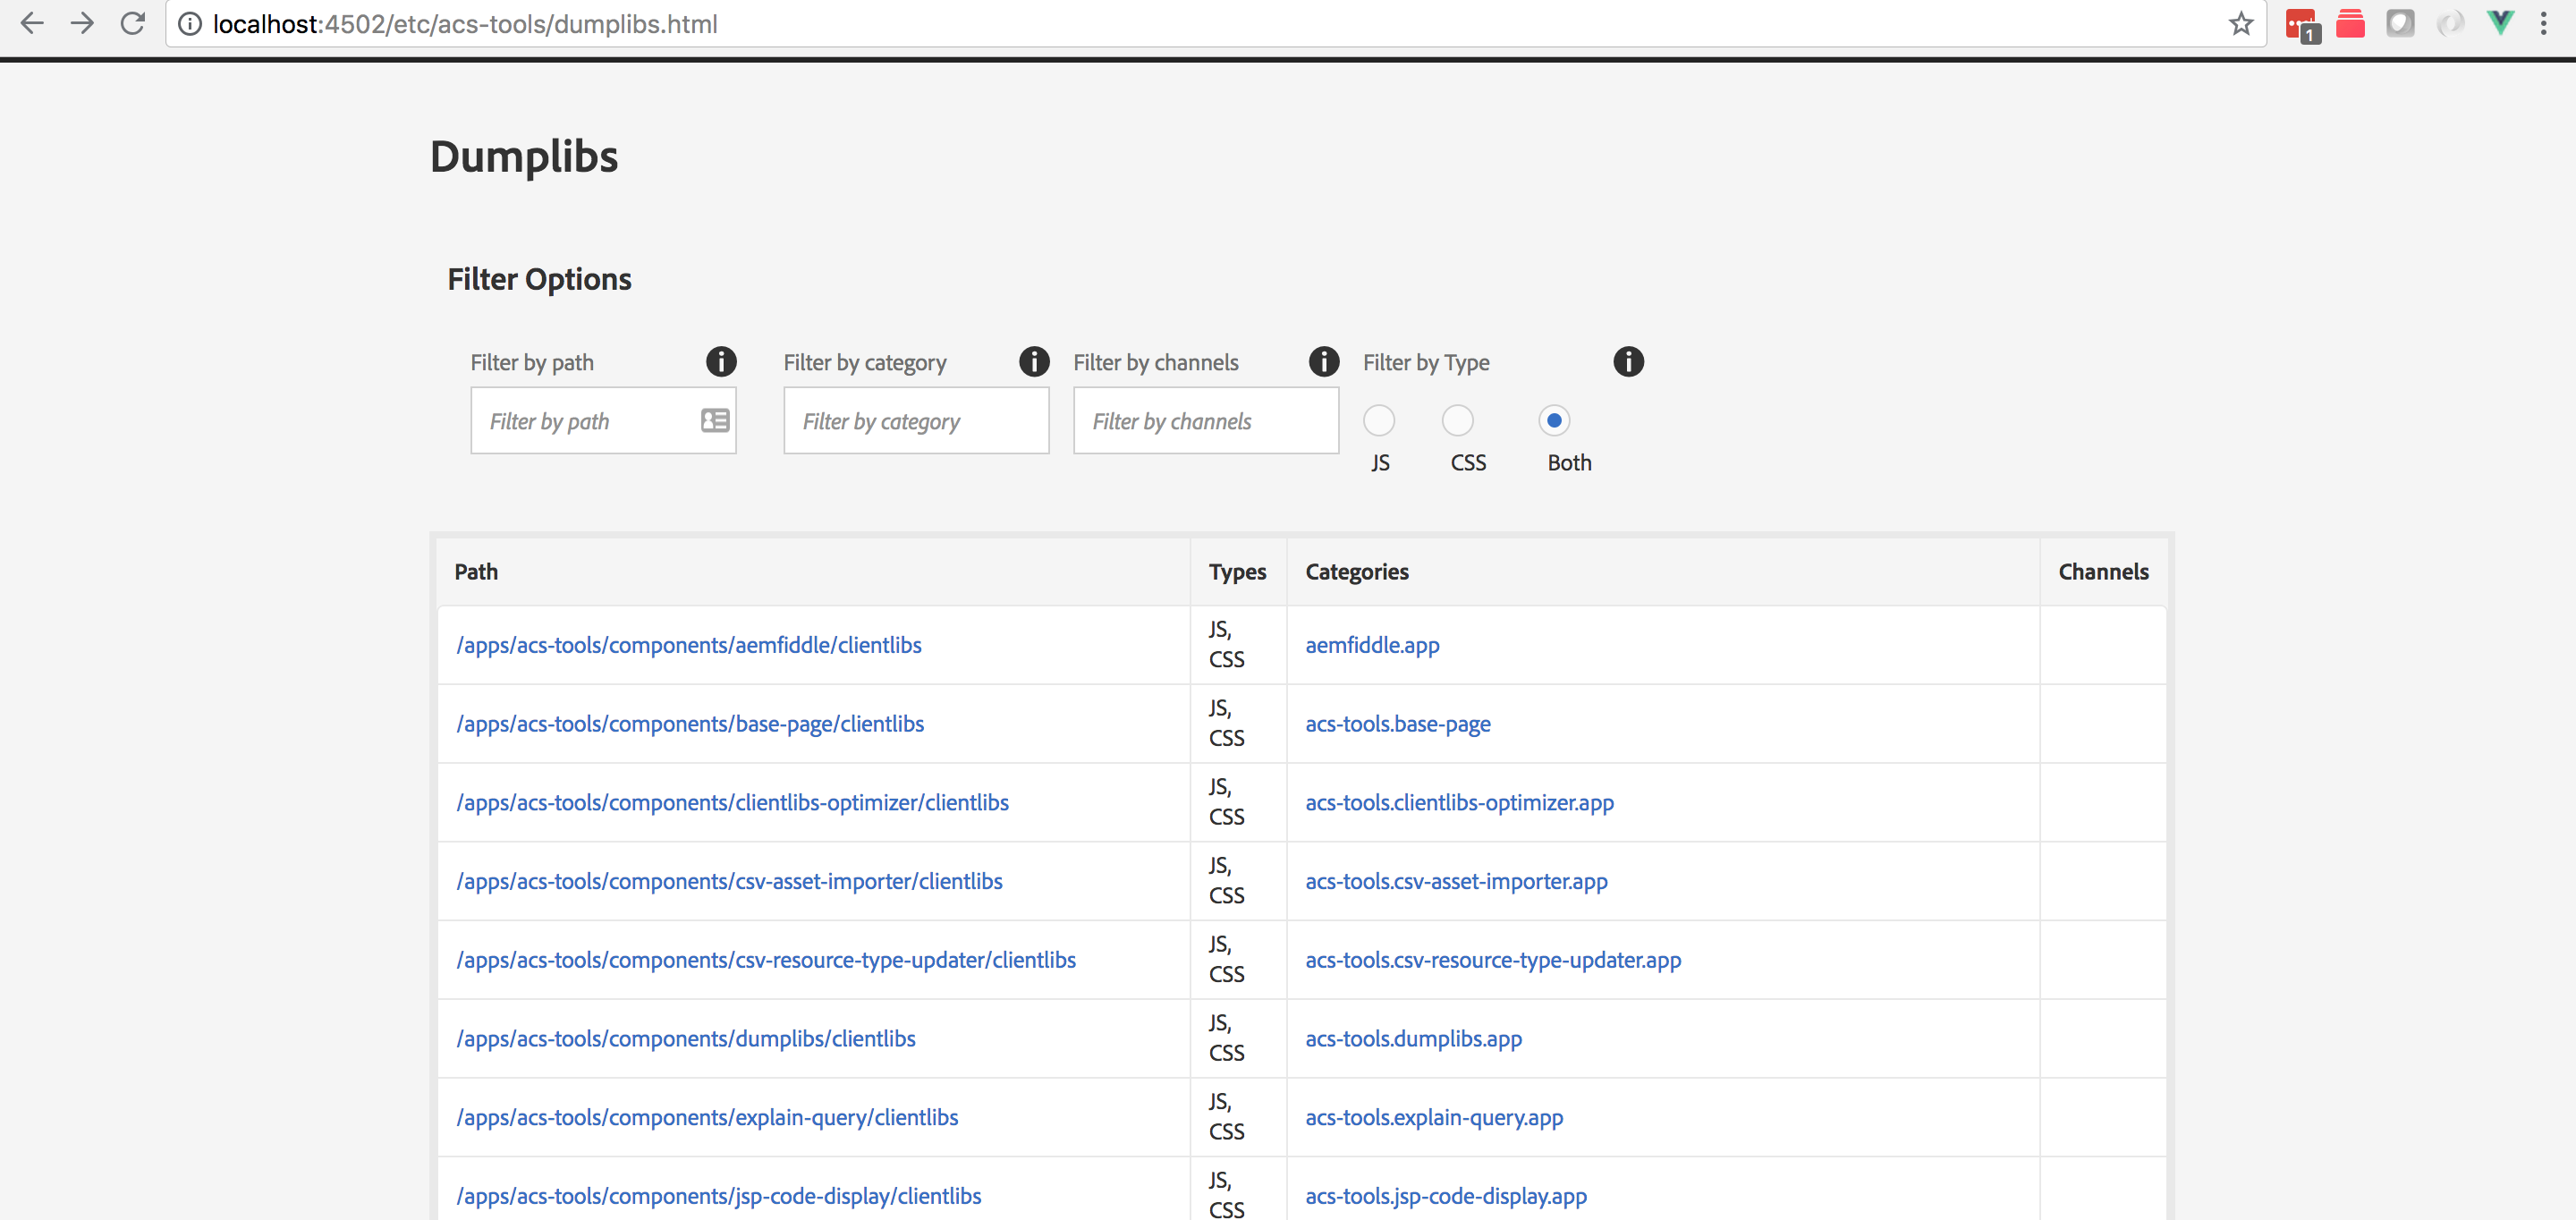 localhost:4502/etc/acs-tools/dumplibs.html
1
Dumplibs
Filter Options
Filter by path
Filter by category
Filter by channels
Filter by Type
Filter by path
Filter by category
Filter by channels
JS
CSS
Both
Path Types Categories Channels
/apps/acs-tools/components/aemfiddle/clientlibs JS, CSS aemfiddle.app
/apps/acs-tools/components/base-page/clientlibs JS, CSS acs-tools.base-page
/apps/acs-tools/components/clientlibs-optimizer/clientlibs JS, CSS acs-tools.clientlibs-optimizer.app
/apps/acs-tools/components/csv-asset-importer/clientlibs JS, CSS acs-tools.csv-asset-importer.app
/apps/acs-tools/components/csv-resource-type-updater/clientlibs JS, CSS acs-tools.csv-resource-type-updater.app
/apps/acs-tools/components/dumplibs/clientlibs JS, CSS acs-tools.dumplibs.app
/apps/acs-tools/components/explain-query/clientlibs JS, CSS acs-tools.explain-query.app
/apps/acs-tools/components/jsp-code-display/clientlibs JS, CSS acs-tools.jsp-code-display.app